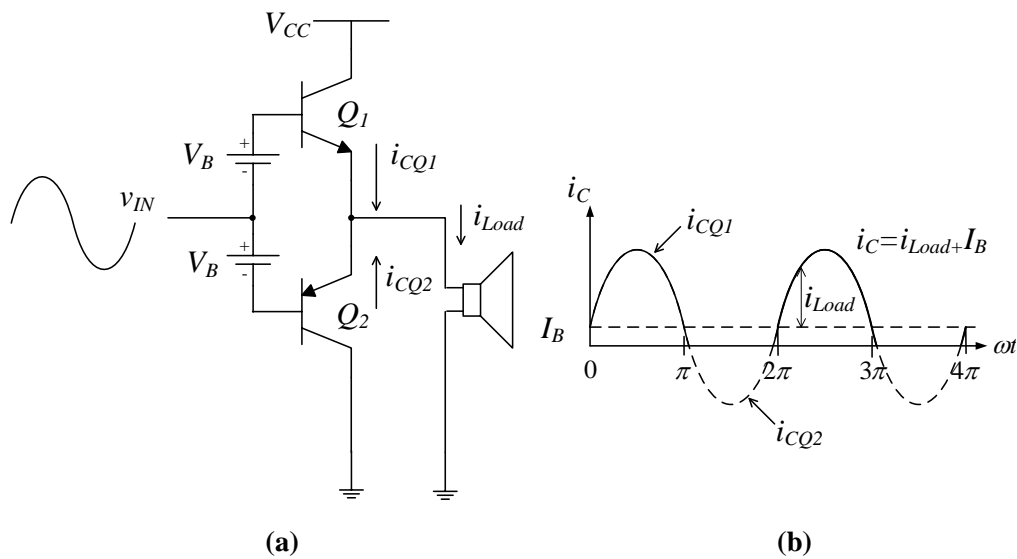 V_CC
Q_1
+
V_B
-
i_CQ1
v_IN
i_Load
+
V_B
-
i_CQ2
Q_2
(a)
i_C
i_CQ1
i_C=i_Load+I_B
i_Load
I_B
ωt
0 π 2π 3π 4π
i_CQ2
(b)